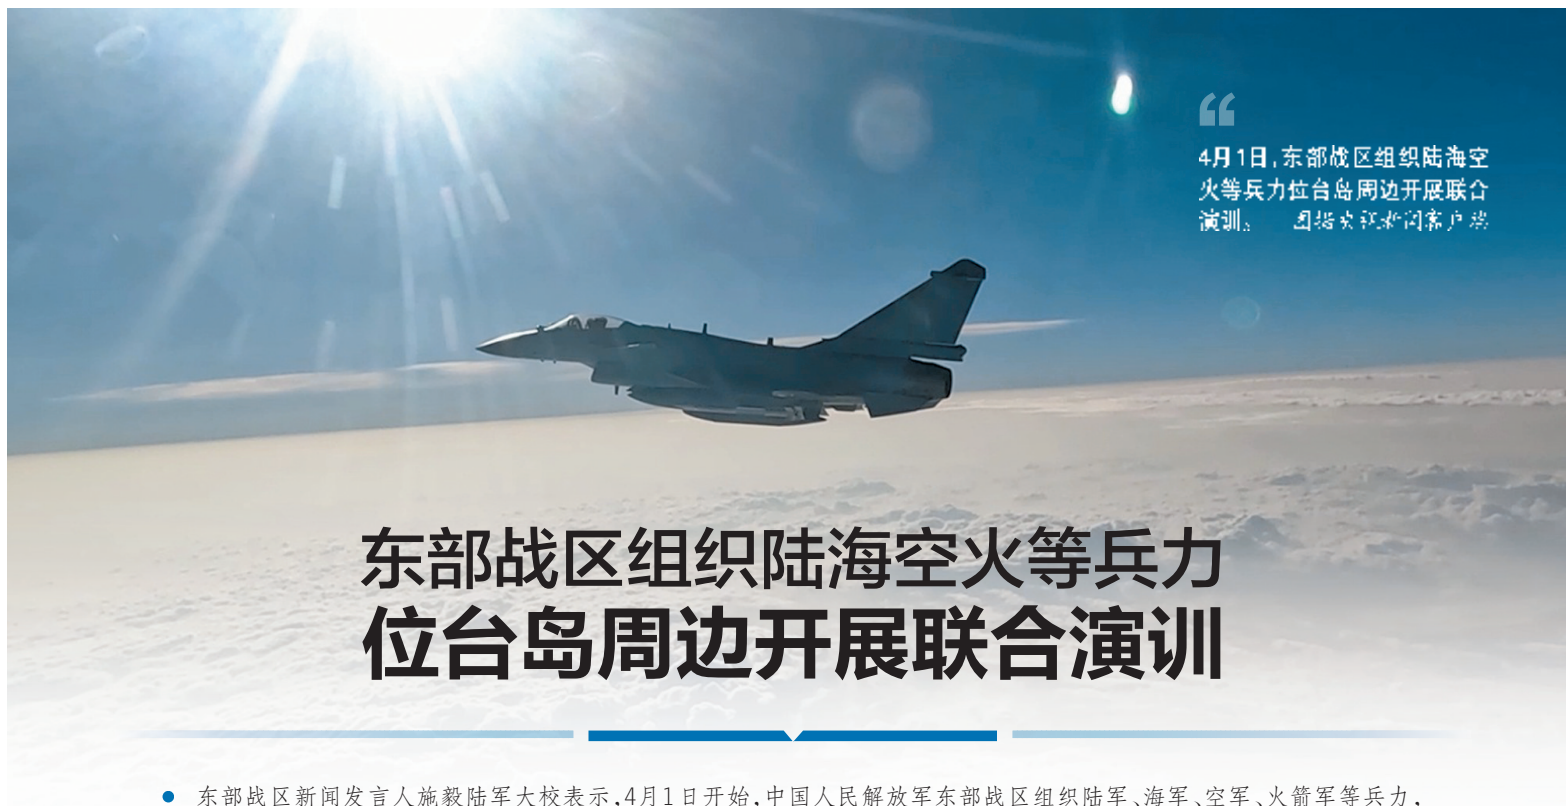 “
4月1日，东部战区组织陆海空
火等兵力位台岛周边开展联合
演训。
东部战区组织陆海空火等兵力
位台岛周边开展联合演训
● 东部战区新闻发言人施毅陆军大校表示，4月1日开始，中国人民解放军东部战区组织陆军、海军、空军、火箭军等兵力，